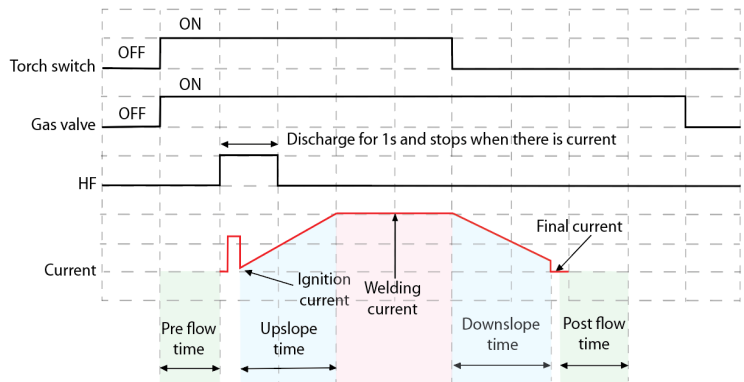 ON
OFF
Torch switch
ON
OFF
Gas valve
Discharge for 1s and stops when there is current
HF
Final current
Current
Ignition
current
Welding
current
Pre flow
time
Upslope
time
Downslope
time
Post flow
time